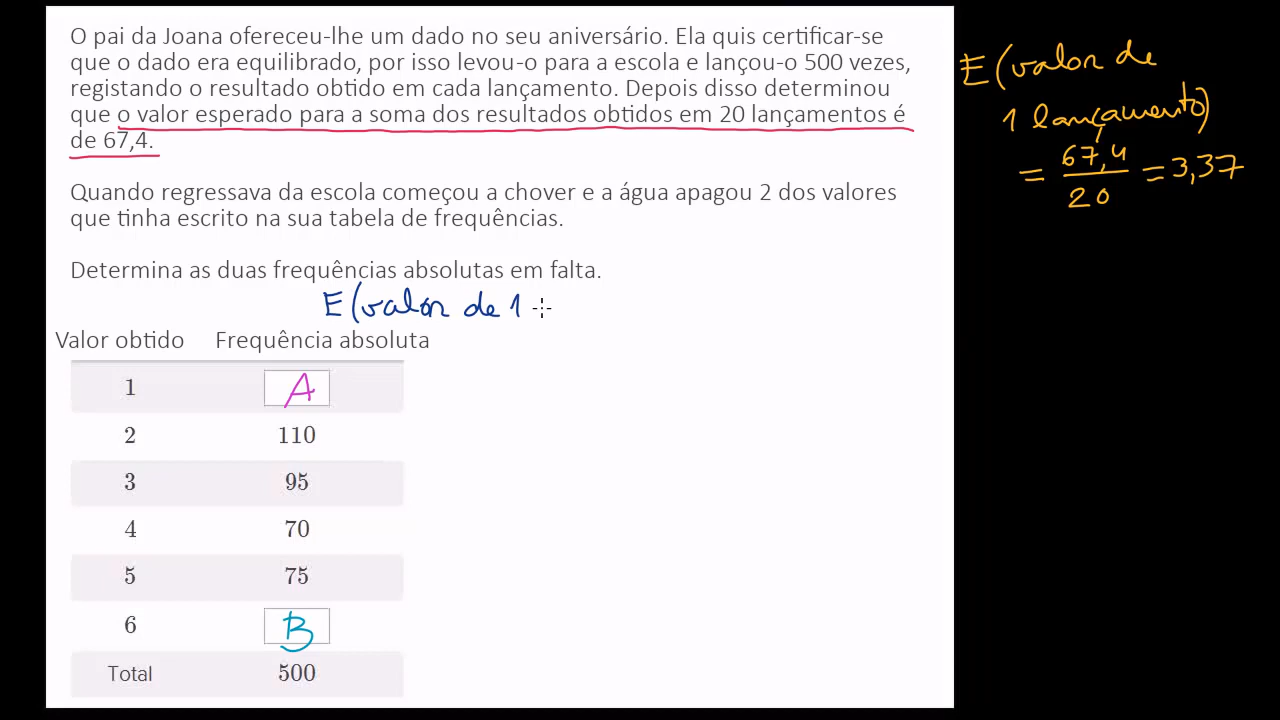 O pai da Joana ofereceu-lhe um dado no seu aniversário. Ela quis certificar-se
que o dado era equilibrado, por isso levou-o para a escola e lançou-o 500 vezes,
registando o resultado obtido em cada lançamento. Depois disso determinou
que o valor esperado para a soma dos resultados obtidos em 20 lançamentos é
de 67,4.
Quando regressava da escola começou a chover e a água apagou 2 dos valores
que tinha escrito na sua tabela de frequências.
Determina as duas frequências absolutas em falta.
E(valor de 1
Valor obtido Frequência absoluta
1 A
2 110
3 95
4 70
5 75
6 B
Total 500
E(valor de
1 lançamento)
= 67,4/20 = 3,37